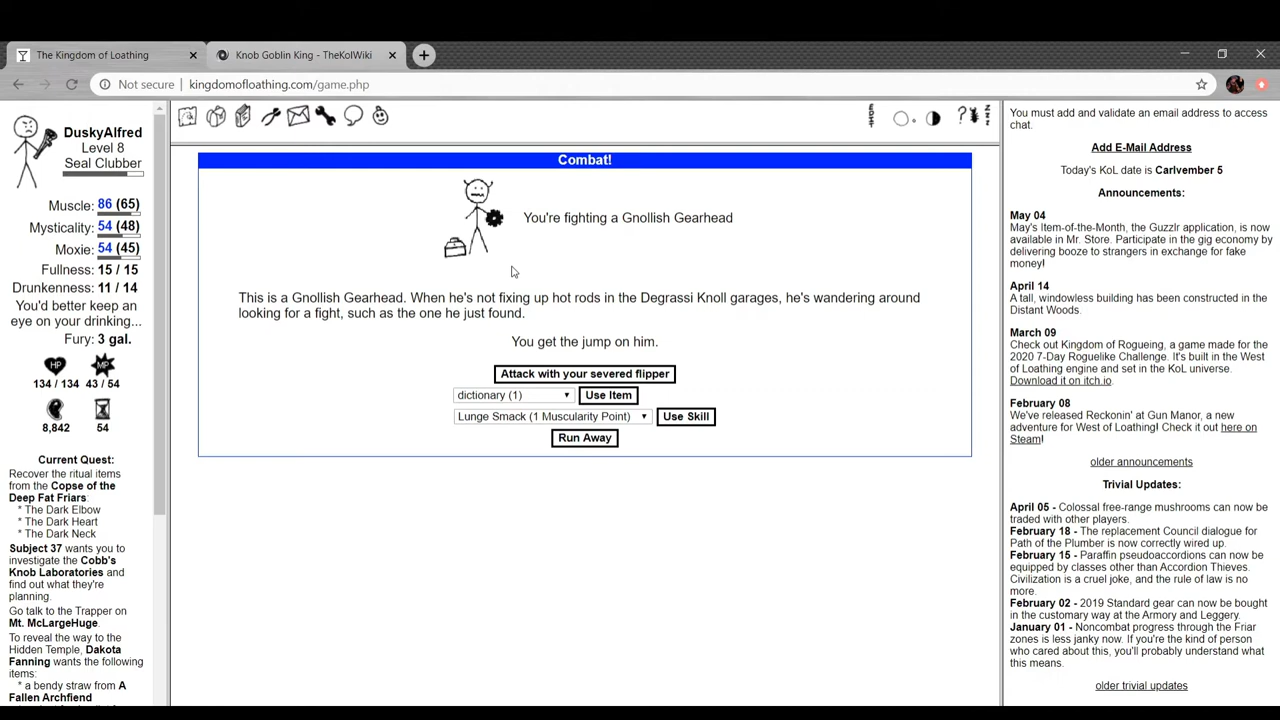 The Kingdom of Loathing
Knob Goblin King - TheKolWiki
Not secure | kingdomofloathing.com/game.php
DuskyAlfred
Level 8
Seal Clubber
Muscle: 86 (65)
Mysticality: 54 (48)
Moxie: 54 (45)
Fullness: 15 / 15
Drunkenness: 11 / 14
You'd better keep an
eye on your drinking...
Fury: 3 gal.
HP MP
134 / 134 43 / 54
8,842 54
Current Quest:
Recover the ritual items
from the Copse of the
Deep Fat Friars:
* The Dark Elbow
* The Dark Heart
* The Dark Neck
Subject 37 wants you to
investigate the Cobb's
Knob Laboratories and
find out what they're
planning.
Go talk to the Trapper on
Mt. McLargeHuge.
To reveal the way to the
Hidden Temple, Dakota
Fanning wants the following
items:
* a bendy straw from A
Fallen Archfiend
Combat!
You're fighting a Gnollish Gearhead
This is a Gnollish Gearhead. When he's not fixing up hot rods in the Degrassi Knoll garages, he's wandering around
looking for a fight, such as the one he just found.
You get the jump on him.
Attack with your severed flipper
dictionary (1) Use Item
Lunge Smack (1 Muscularity Point) Use Skill
Run Away
You must add and validate an email address to access
chat.
Add E-Mail Address
Today's KoL date is Carlvember 5
Announcements:
May 04
May's Item-of-the-Month, the Guzzlr application, is now
available in Mr. Store. Participate in the gig economy by
delivering booze to strangers in exchange for fake
money!
April 14
A tall, windowless building has been constructed in the
Distant Woods.
March 09
Check out Kingdom of Rogueing, a game made for the
2020 7-Day Roguelike Challenge. It's built in the West
of Loathing engine and set in the KoL universe.
Download it on itch.io.
February 08
We've released Reckonin' at Gun Manor, a new
adventure for West of Loathing! Check it out here on
Steam!
older announcements
Trivial Updates:
April 05 - Colossal free-range mushrooms can now be
traded with other players.
February 18 - The replacement Council dialogue for
Path of the Plumber is now correctly wired up.
February 15 - Paraffin pseudoaccordions can now be
equipped by classes other than Accordion Thieves.
Civilization is a cruel joke, and the rule of law is no
more.
February 02 - 2019 Standard gear can now be bought
in the customary way at the Armory and Leggery.
January 01 - Noncombat progress through the Friar
zones is less janky now. If you're the kind of person
who cared about this, you'll probably understand what
this means.
older trivial updates